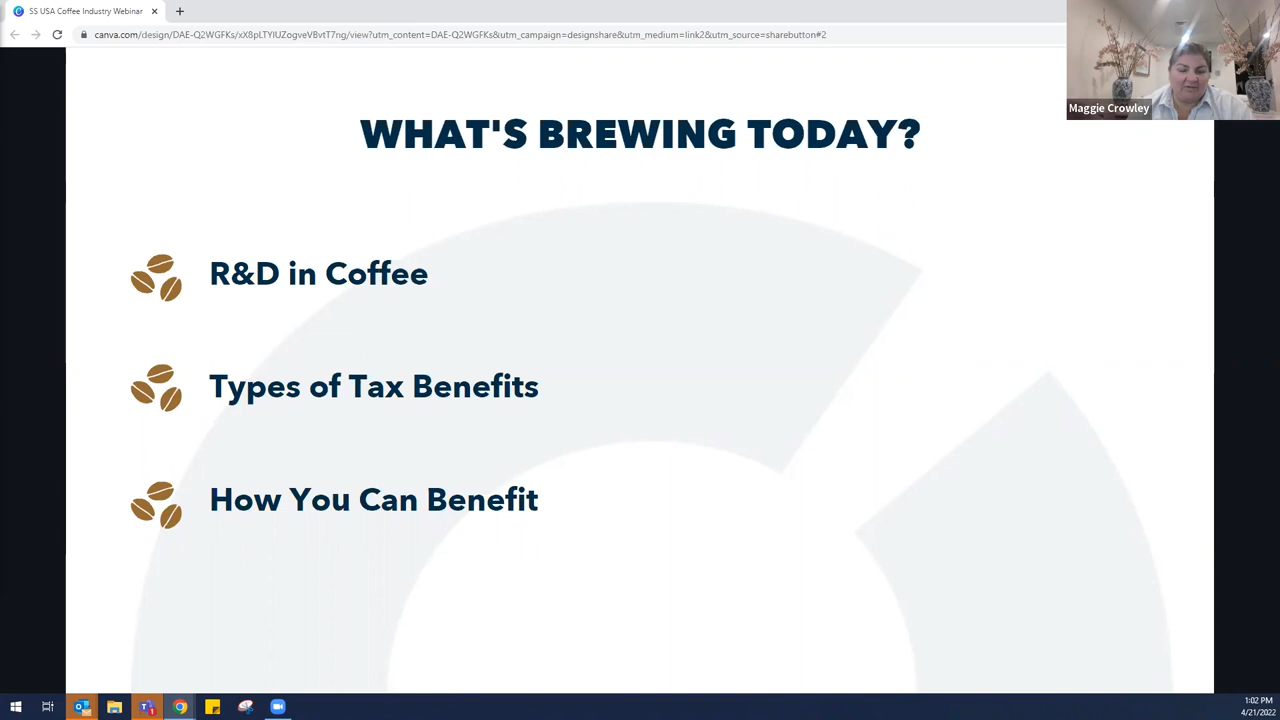 SS USA Coffee Industry Webinar
canva.com/design/DAE-Q2WGFKs/xX8pLTYlUZogveVBvtT7ng/view?utm_content=DAE-Q2WGFKs&utm_campaign=designshare&utm_medium=link2&utm_source=sharebutton#2
Maggie Crowley
WHAT'S BREWING TODAY?
R&D in Coffee
Types of Tax Benefits
How You Can Benefit
1:02 PM
4/21/2022